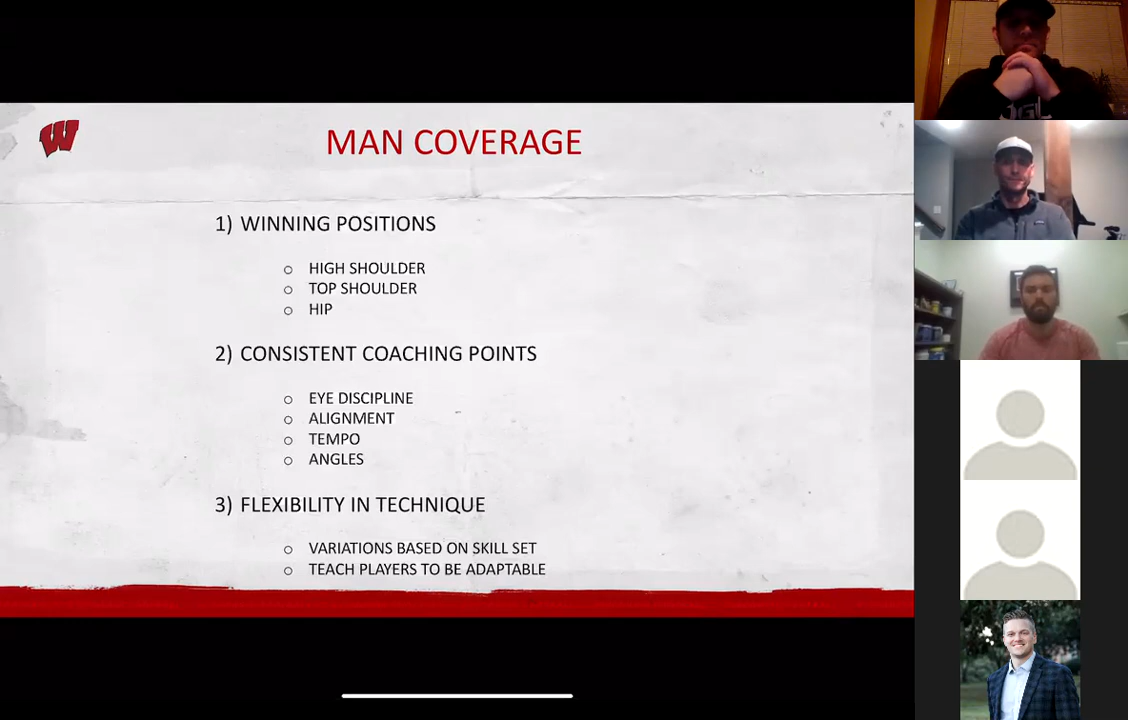 W
MAN COVERAGE
1) WINNING POSITIONS
○ HIGH SHOULDER
○ TOP SHOULDER
○ HIP
2) CONSISTENT COACHING POINTS
○ EYE DISCIPLINE
○ ALIGNMENT
○ TEMPO
○ ANGLES
3) FLEXIBILITY IN TECHNIQUE
○ VARIATIONS BASED ON SKILL SET
○ TEACH PLAYERS TO BE ADAPTABLE